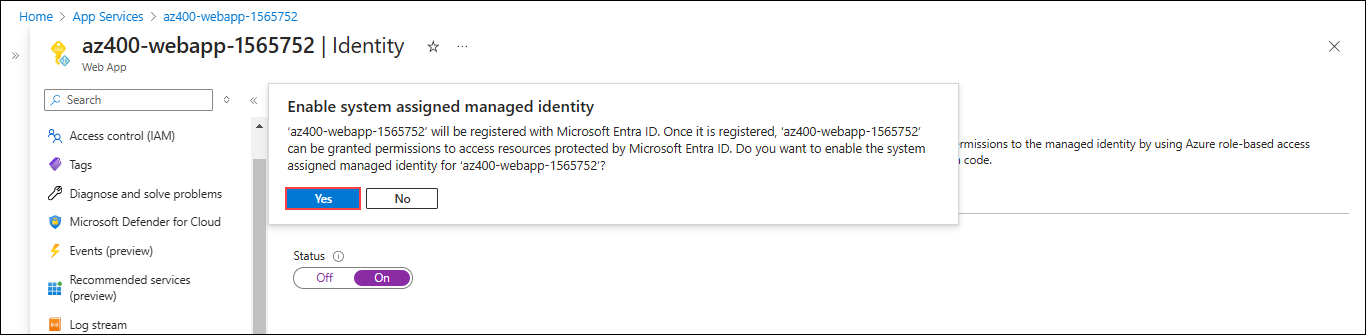 Home > App Services > az400-webapp-1565752
az400-webapp-1565752 | Identity
Web App
Search
Access control (IAM)
Tags
Diagnose and solve problems
Microsoft Defender for Cloud
Events (preview)
Recommended services
(preview)
Log stream
Enable system assigned managed identity
'az400-webapp-1565752' will be registered with Microsoft Entra ID. Once it is registered, 'az400-webapp-1565752'
can be granted permissions to access resources protected by Microsoft Entra ID. Do you want to enable the system
assigned managed identity for 'az400-webapp-1565752'?
Yes No
ermissions to the managed identity by using Azure role-based access
code.
Status
Off On